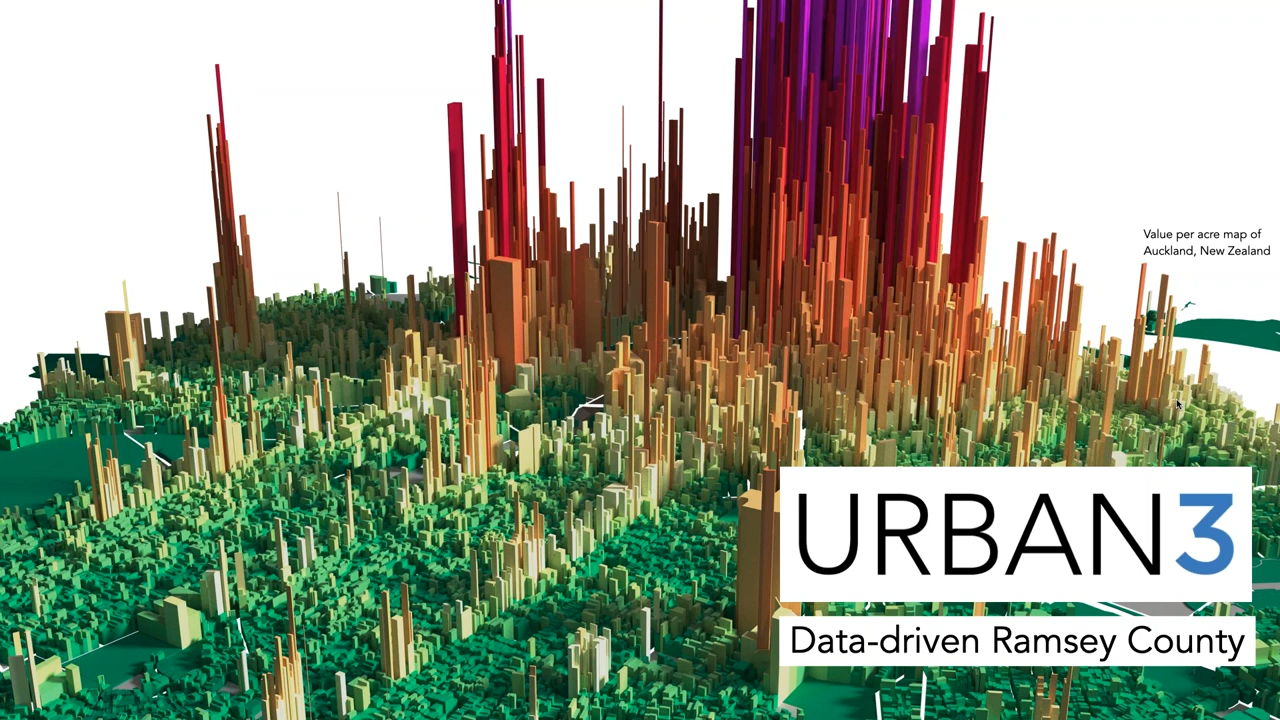 Value per acre map of
Auckland, New Zealand
URBAN3
Data-driven Ramsey County